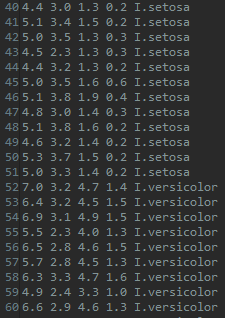 40 4.4 3.0 1.3 0.2 I.setosa
41 5.1 3.4 1.5 0.2 I.setosa
42 5.0 3.5 1.3 0.3 I.setosa
43 4.5 2.3 1.3 0.3 I.setosa
44 4.4 3.2 1.3 0.2 I.setosa
45 5.0 3.5 1.6 0.6 I.setosa
46 5.1 3.8 1.9 0.4 I.setosa
47 4.8 3.0 1.4 0.3 I.setosa
48 5.1 3.8 1.6 0.2 I.setosa
49 4.6 3.2 1.4 0.2 I.setosa
50 5.3 3.7 1.5 0.2 I.setosa
51 5.0 3.3 1.4 0.2 I.setosa
52 7.0 3.2 4.7 1.4 I.versicolor
53 6.4 3.2 4.5 1.5 I.versicolor
54 6.9 3.1 4.9 1.5 I.versicolor
55 5.5 2.3 4.0 1.3 I.versicolor
56 6.5 2.8 4.6 1.5 I.versicolor
57 5.7 2.8 4.5 1.3 I.versicolor
58 6.3 3.3 4.7 1.6 I.versicolor
59 4.9 2.4 3.3 1.0 I.versicolor
60 6.6 2.9 4.6 1.3 I.versicolor